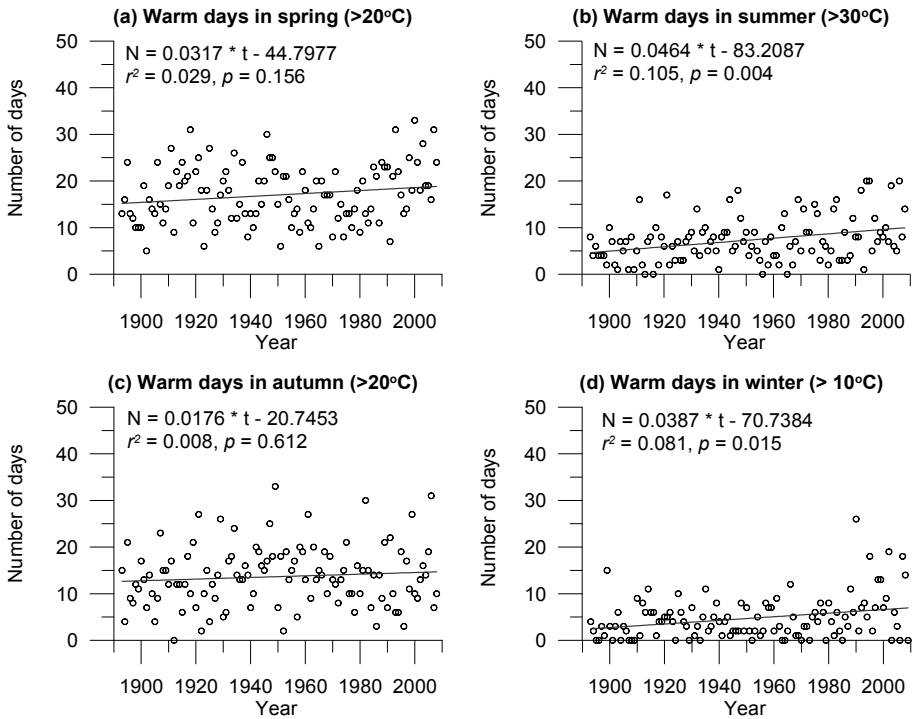 (a) Warm days in spring (>20°C)
N = 0.0317 * t - 44.7977
r² = 0.029, p = 0.156
50
40
30
20
10
0
Number of days
1900 1920 1940 1960 1980 2000
Year
(b) Warm days in summer (>30°C)
N = 0.0464 * t - 83.2087
r² = 0.105, p = 0.004
50
40
30
20
10
0
Number of days
1900 1920 1940 1960 1980 2000
Year
(c) Warm days in autumn (>20°C)
N = 0.0176 * t - 20.7453
r² = 0.008, p = 0.612
50
40
30
20
10
0
Number of days
1900 1920 1940 1960 1980 2000
Year
(d) Warm days in winter (> 10°C)
N = 0.0387 * t - 70.7384
r² = 0.081, p = 0.015
50
40
30
20
10
0
Number of days
1900 1920 1940 1960 1980 2000
Year